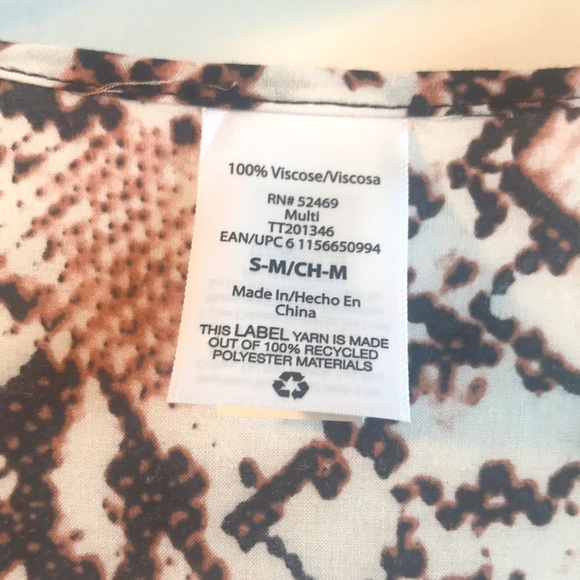 100% Viscose/Viscosa
RN# 52469
Multi
TT201346
EAN/UPC 6 1156650994
S-M/CH-M
Made In/Hecho En
China
THIS LABEL YARN IS MADE
OUT OF 100% RECYCLED
POLYESTER MATERIALS